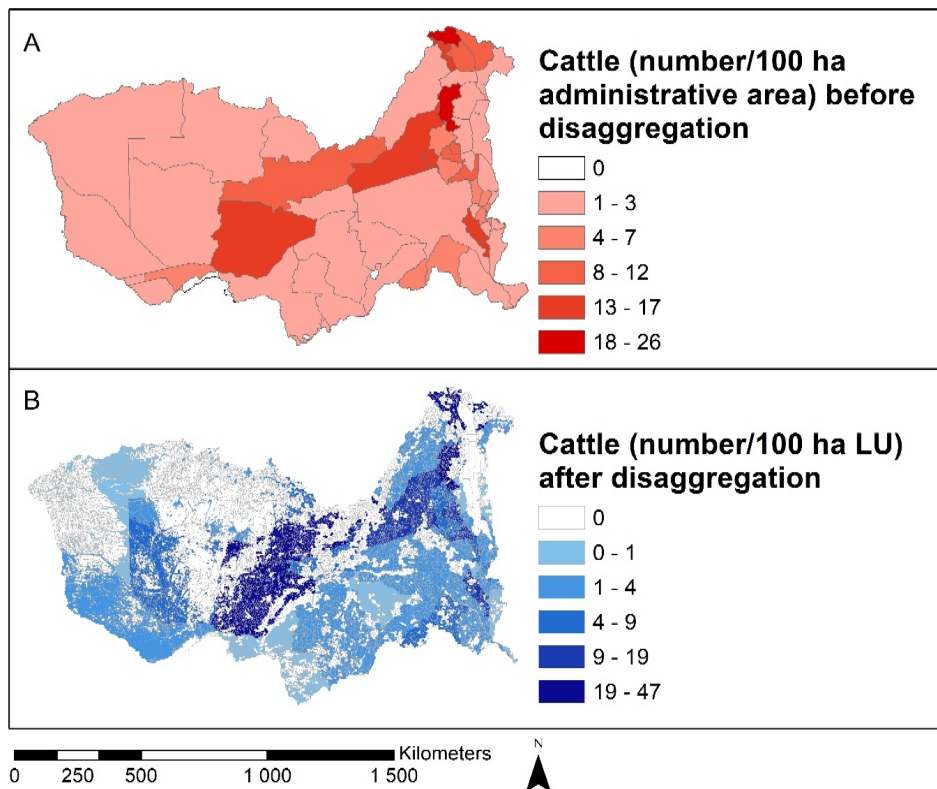 A
Cattle (number/100 ha
administrative area) before
disaggregation
0
1 - 3
4 - 7
8 - 12
13 - 17
18 - 26
B
Cattle (number/100 ha LU)
after disaggregation
0
0 - 1
1 - 4
4 - 9
9 - 19
19 - 47
Kilometers
0 250 500 1 000 1 500
N